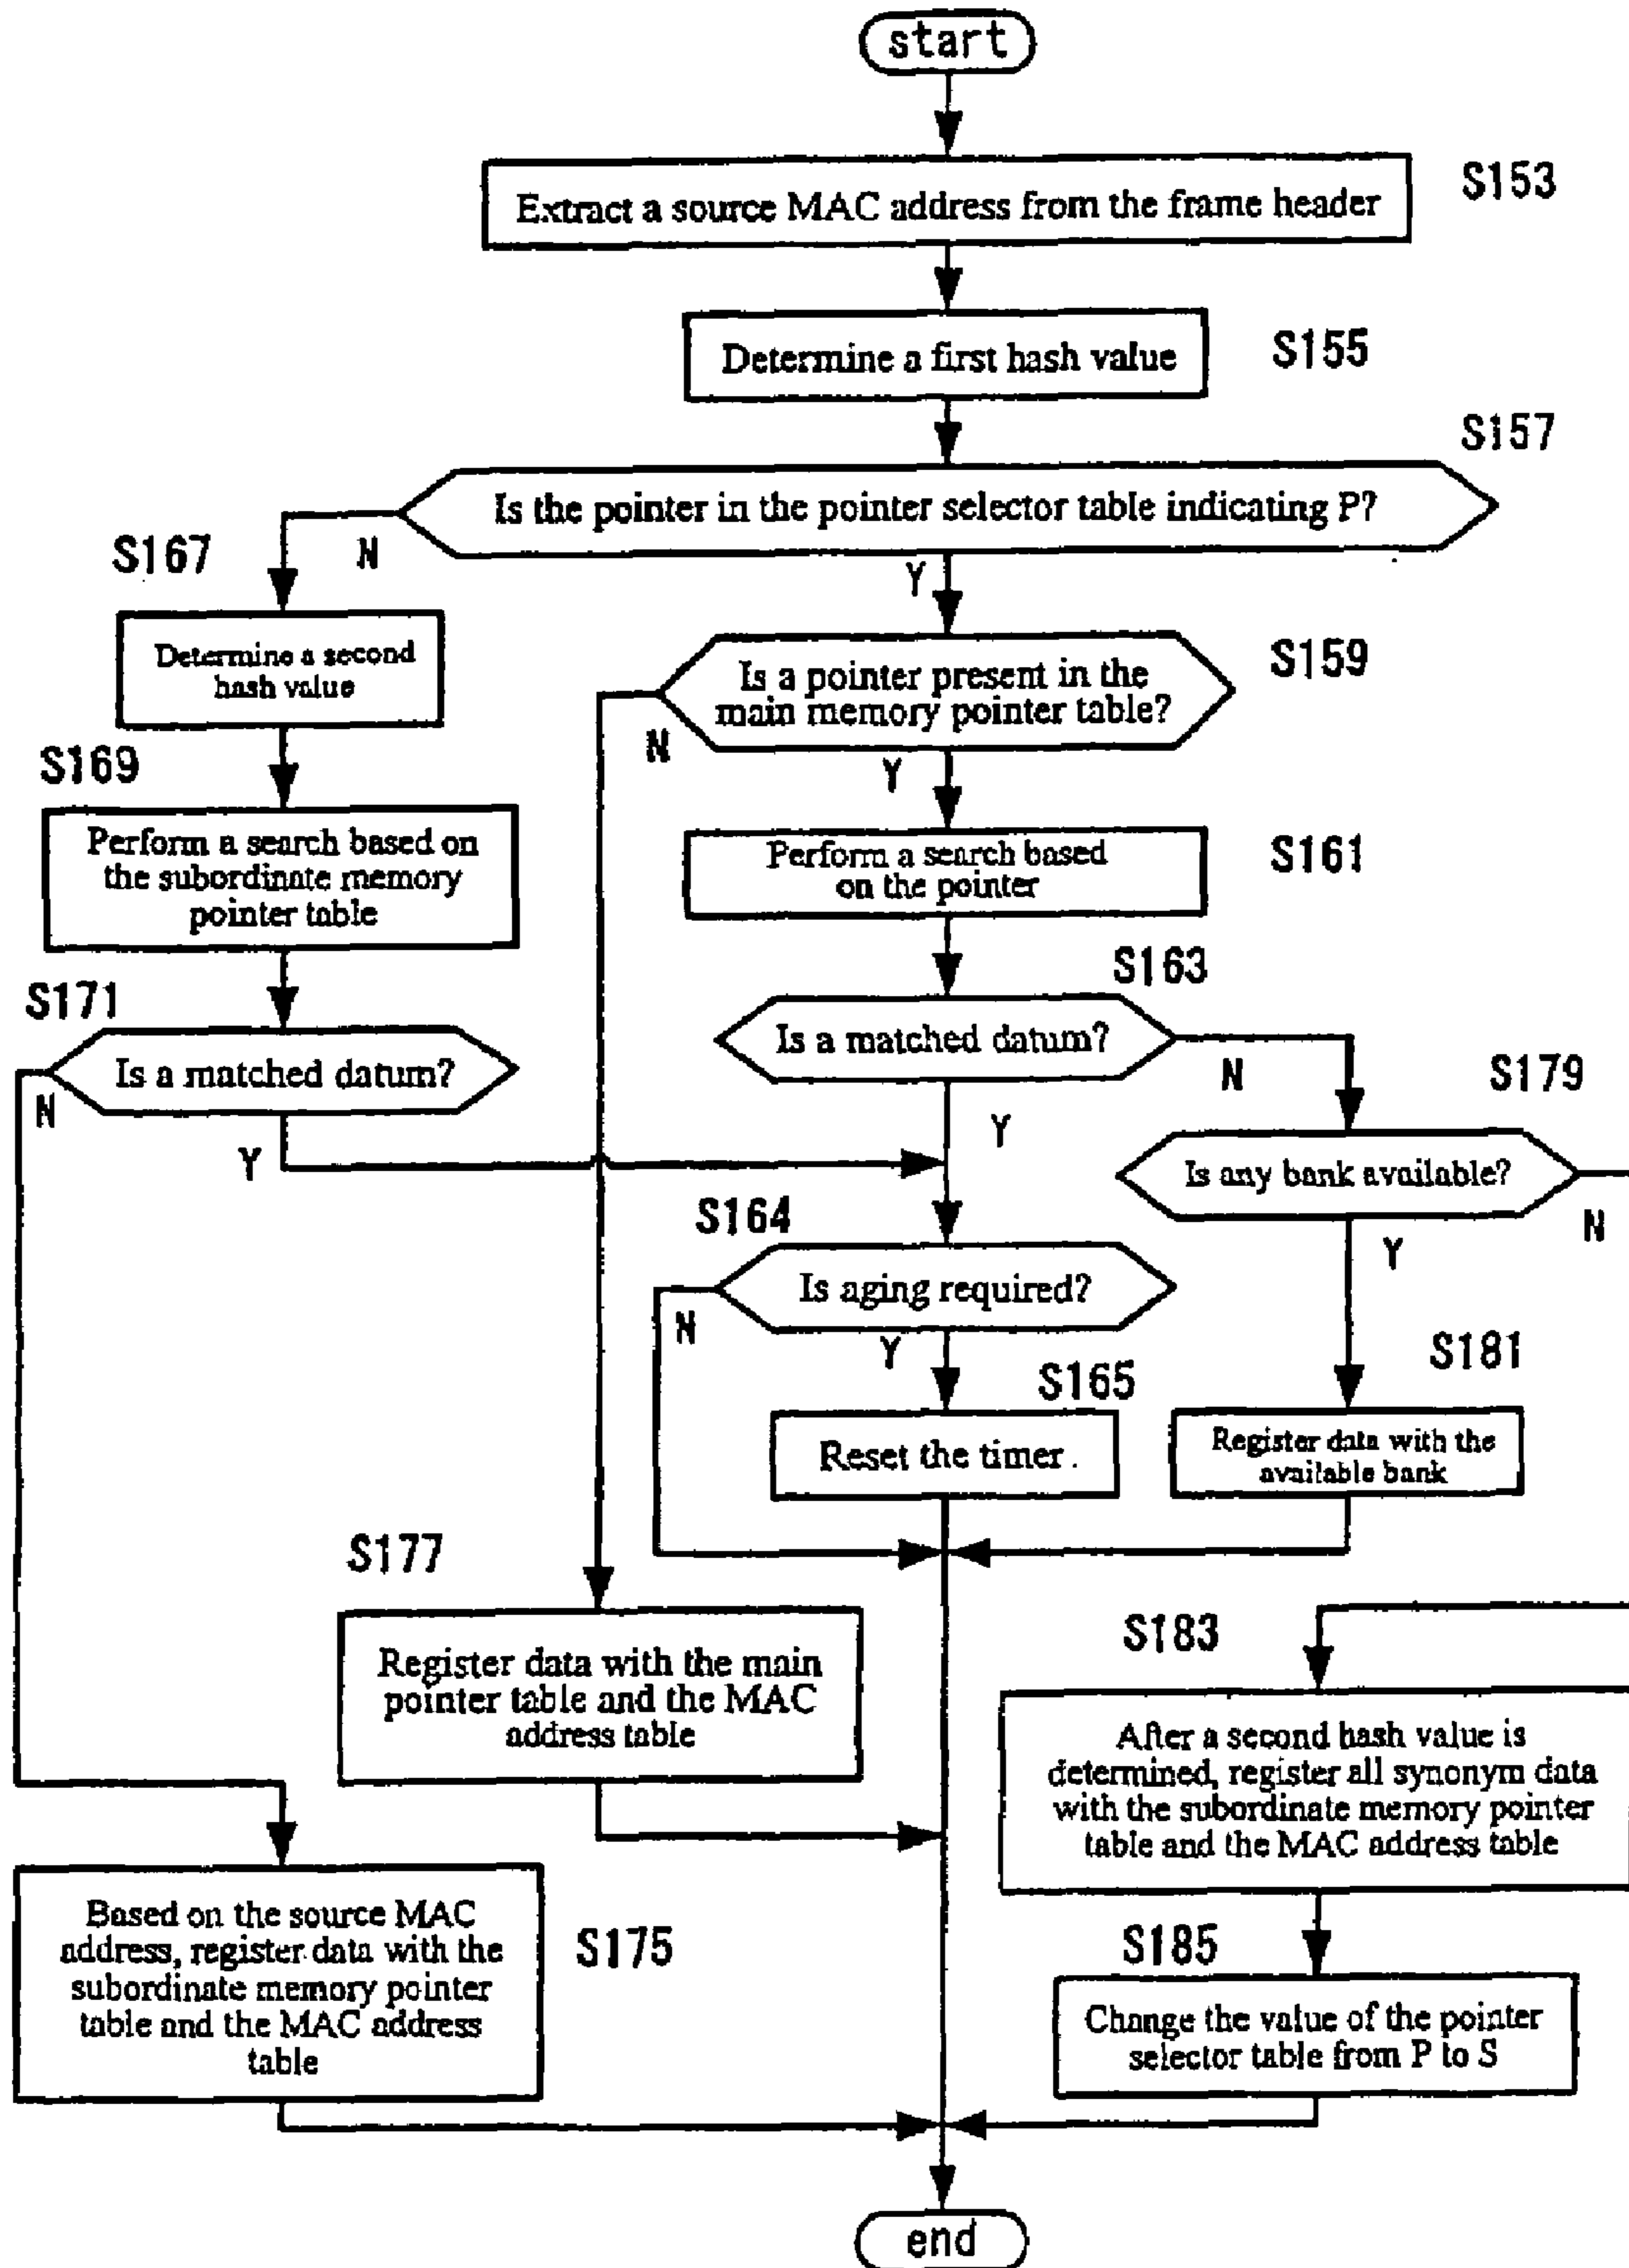 start
Extract a source MAC address from the frame header
S153
Determine a first hash value
S155
S157
Is the pointer in the pointer selector table indicating P?
S167
N
Y
Determine a second
hash value
Is a pointer present in the
main memory pointer table?
S159
N
Y
S169
Perform a search based on
the subordinate memory
pointer table
Perform a search based
on the pointer
S161
S163
S171
Is a matched datum?
N
Y
Is a matched datum?
N
Y
S179
Is any bank available?
N
Y
S164
Is aging required?
N
Y
S165
Reset the timer.
S181
Register data with the
available bank
S177
Register data with the main
pointer table and the MAC
address table
S183
After a second hash value is
determined, register all synonym data
with the subordinate memory pointer
table and the MAC address table
Based on the source MAC
address, register data with the
subordinate memory pointer
table and the MAC address
table
S175
S185
Change the value of the pointer
selector table from P to S
end